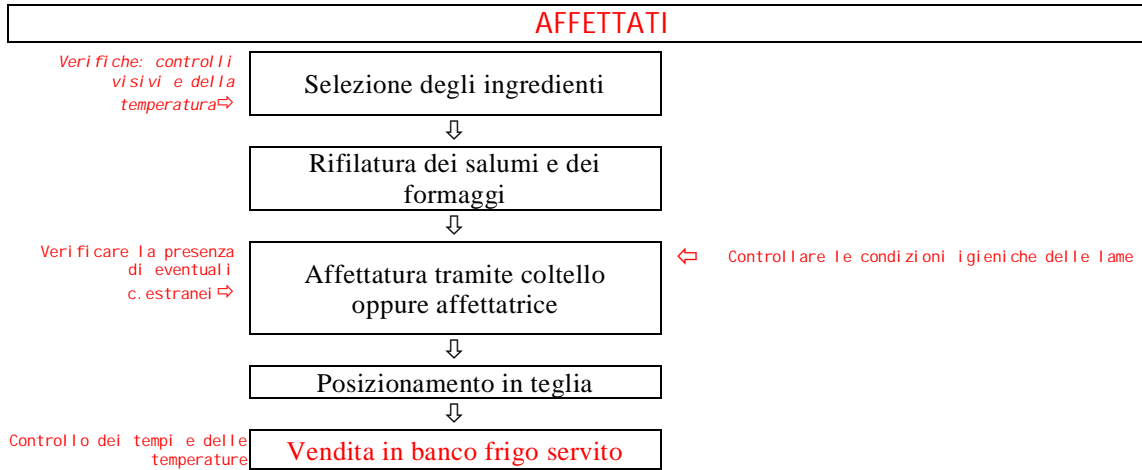 AFFETTATI
Verifiche: controlli
visivi e della
temperatura⇨
Selezione degli ingredienti
⇩
Rifilatura dei salumi e dei
formaggi
⇩
Verificare la presenza
di eventuali
c.estranei ⇨
Affettatura tramite coltello
oppure affettatrice
⇦ Controllare le condizioni igieniche delle lame
⇩
Posizionamento in teglia
⇩
Controllo dei tempi e delle
temperature
Vendita in banco frigo servito